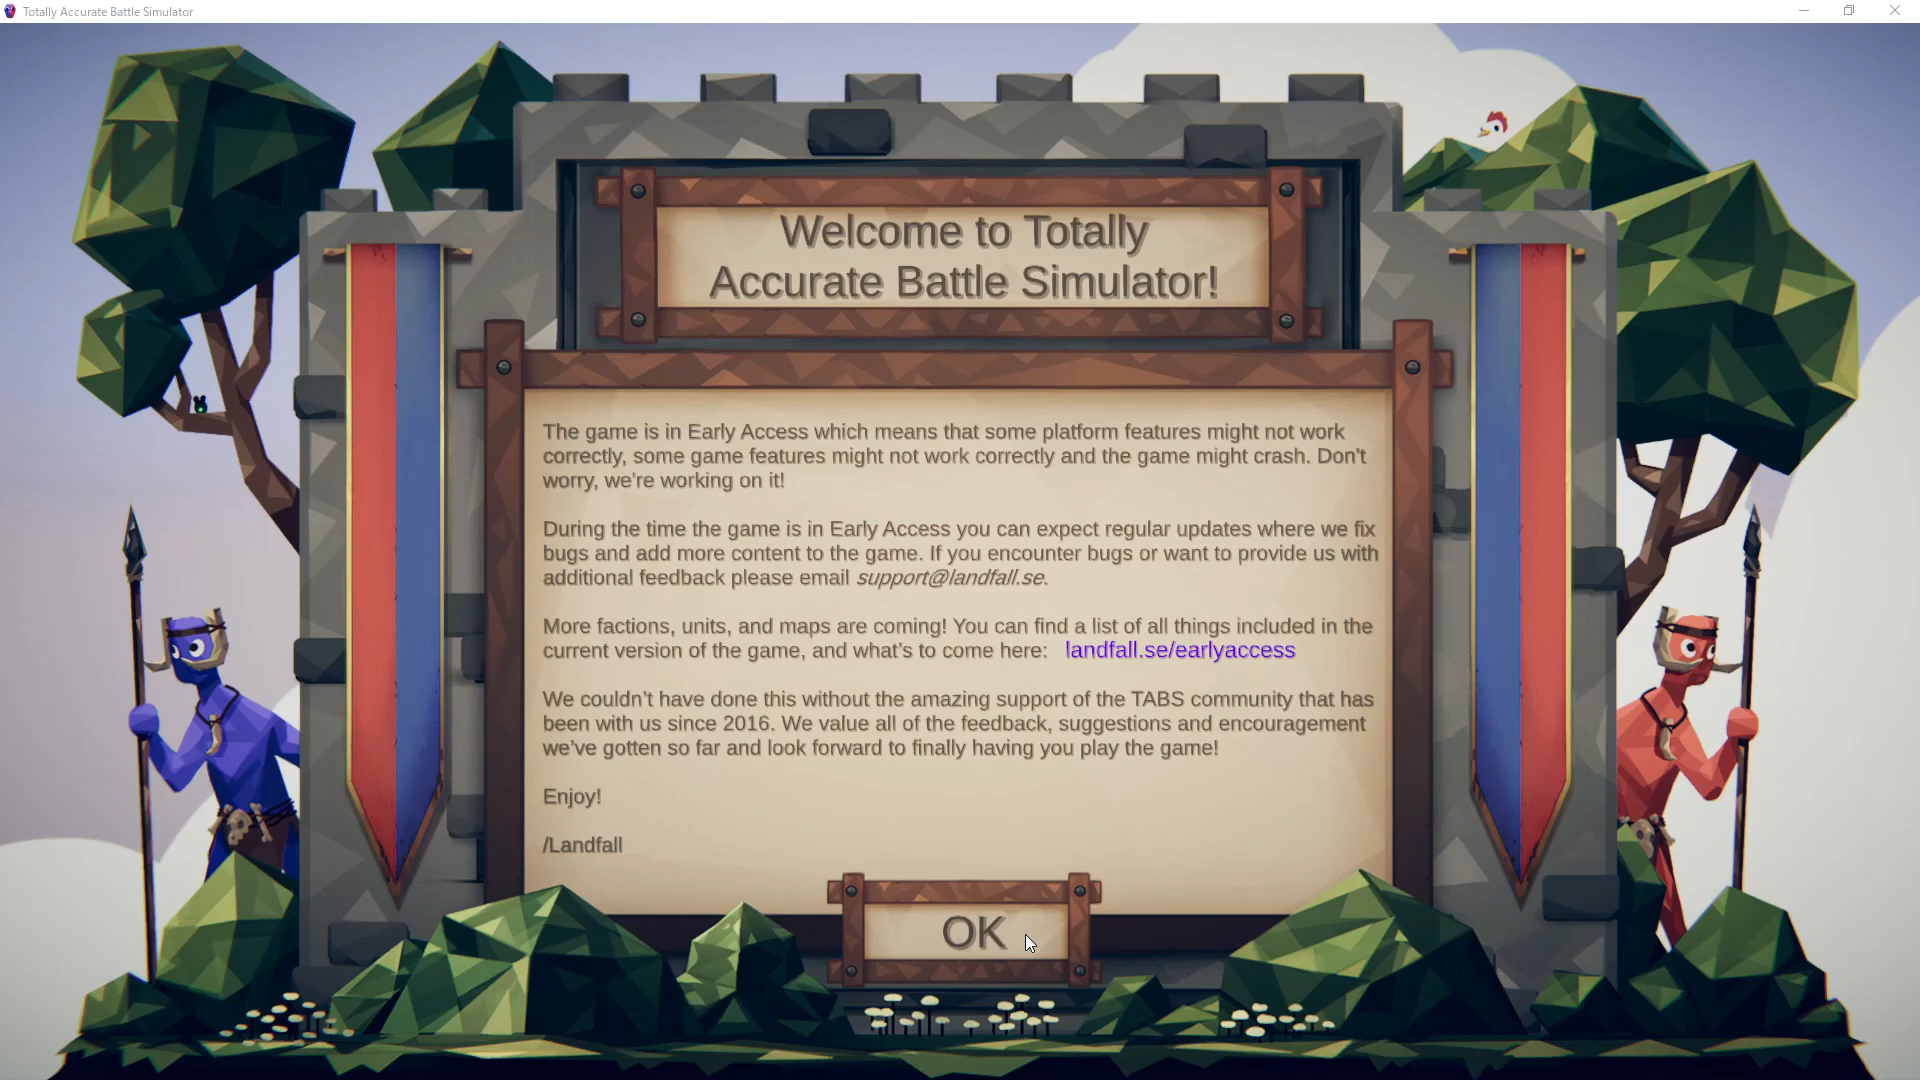 Totally Accurate Battle Simulator
Welcome to Totally
Accurate Battle Simulator!
The game is in Early Access which means that some platform features might not work
correctly, some game features might not work correctly and the game might crash. Don't
worry, we're working on it!
During the time the game is in Early Access you can expect regular updates where we fix
bugs and add more content to the game. If you encounter bugs or want to provide us with
additional feedback please email support@landfall.se.
More factions, units, and maps are coming! You can find a list of all things included in the
current version of the game, and what's to come here: landfall.se/earlyaccess
We couldn't have done this without the amazing support of the TABS community that has
been with us since 2016. We value all of the feedback, suggestions and encouragement
we've gotten so far and look forward to finally having you play the game!
Enjoy!
/Landfall
OK